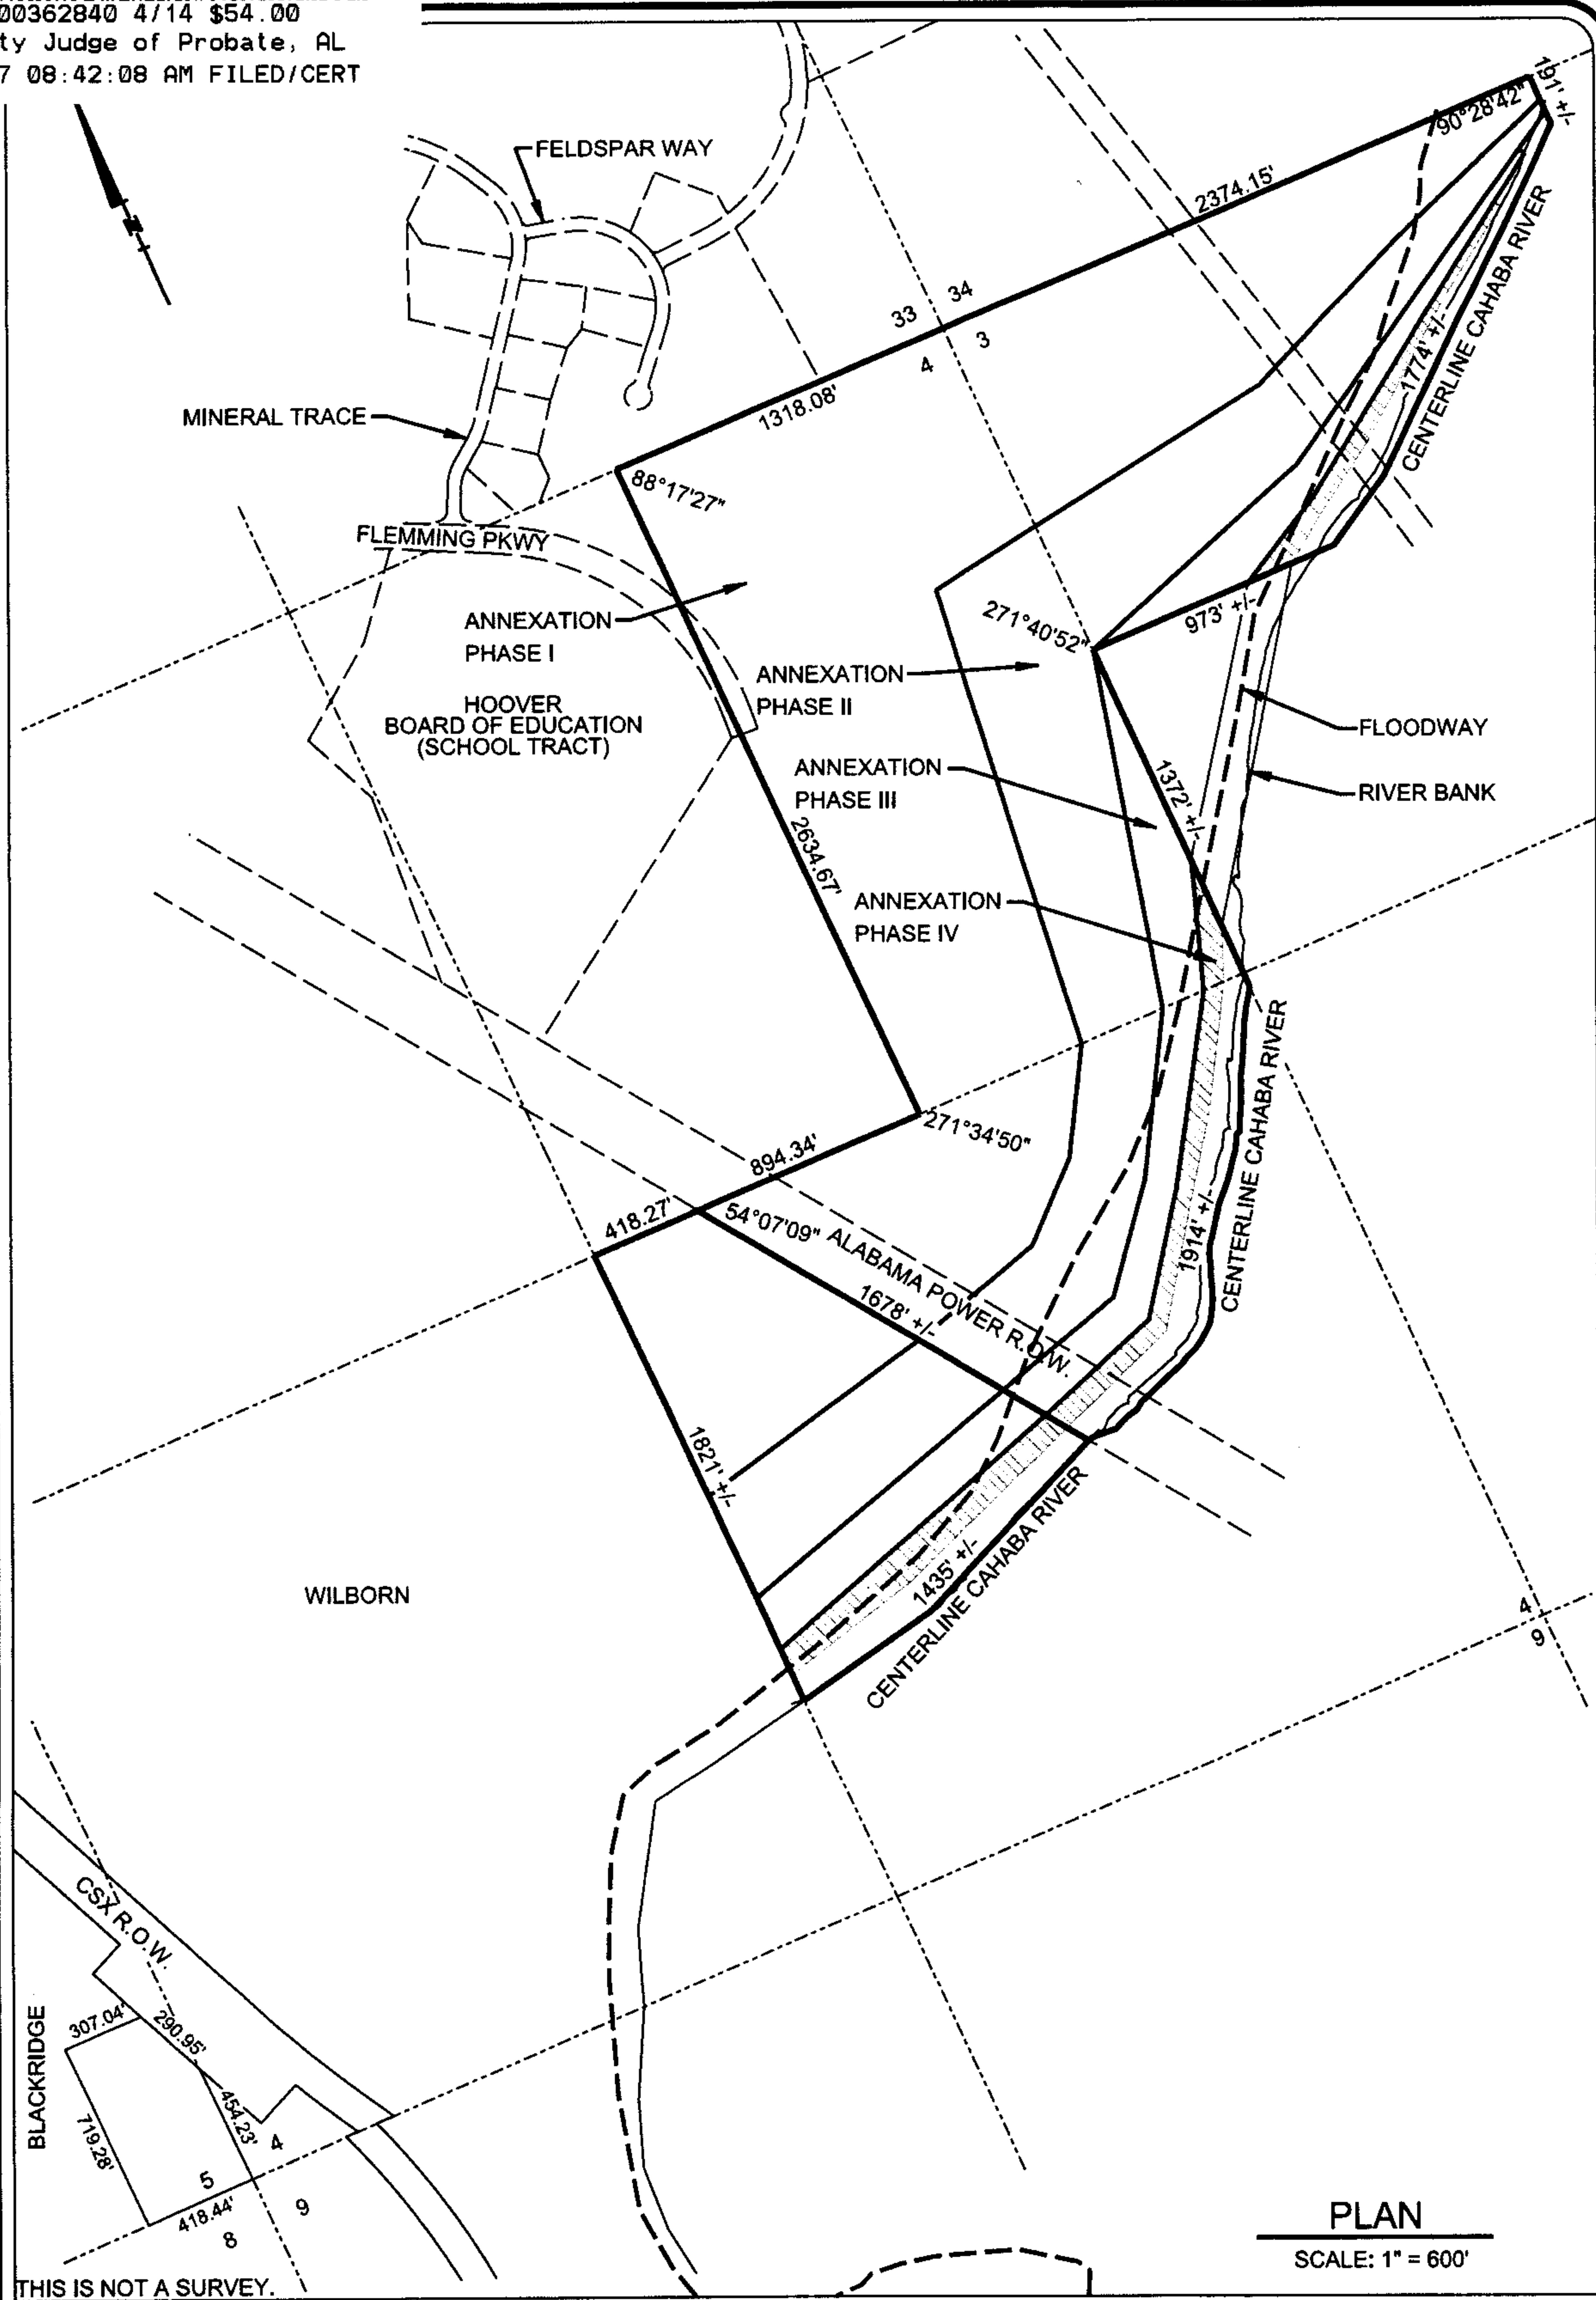 00362840 4/14 $54.00
ty Judge of Probate, AL
7 08:42:08 AM FILED/CERT
N
191' +/-
90°28'42"
FELDSPAR WAY
2374.15'
CENTERLINE CAHABA RIVER
1774' +/-
33
34
4
3
MINERAL TRACE
1318.08'
88°17'27"
FLEMMING PKWY
ANNEXATION
PHASE I
271°40'52"
973' +/-
ANNEXATION
PHASE II
HOOVER
BOARD OF EDUCATION
(SCHOOL TRACT)
FLOODWAY
ANNEXATION
PHASE III
1372' +/-
RIVER BANK
2634.67'
ANNEXATION
PHASE IV
CENTERLINE CAHABA RIVER
271°34'50"
894.34'
418.27'
54°07'09"
ALABAMA POWER R.O.W.
1914' +/-
1678' +/-
1821' +/-
1435' +/-
CENTERLINE CAHABA RIVER
WILBORN
4
9
CSX R.O.W.
BLACKRIDGE
307.04'
290.95'
719.28'
454.23'
4
5
9
418.44'
8
PLAN
SCALE: 1" = 600'
THIS IS NOT A SURVEY.